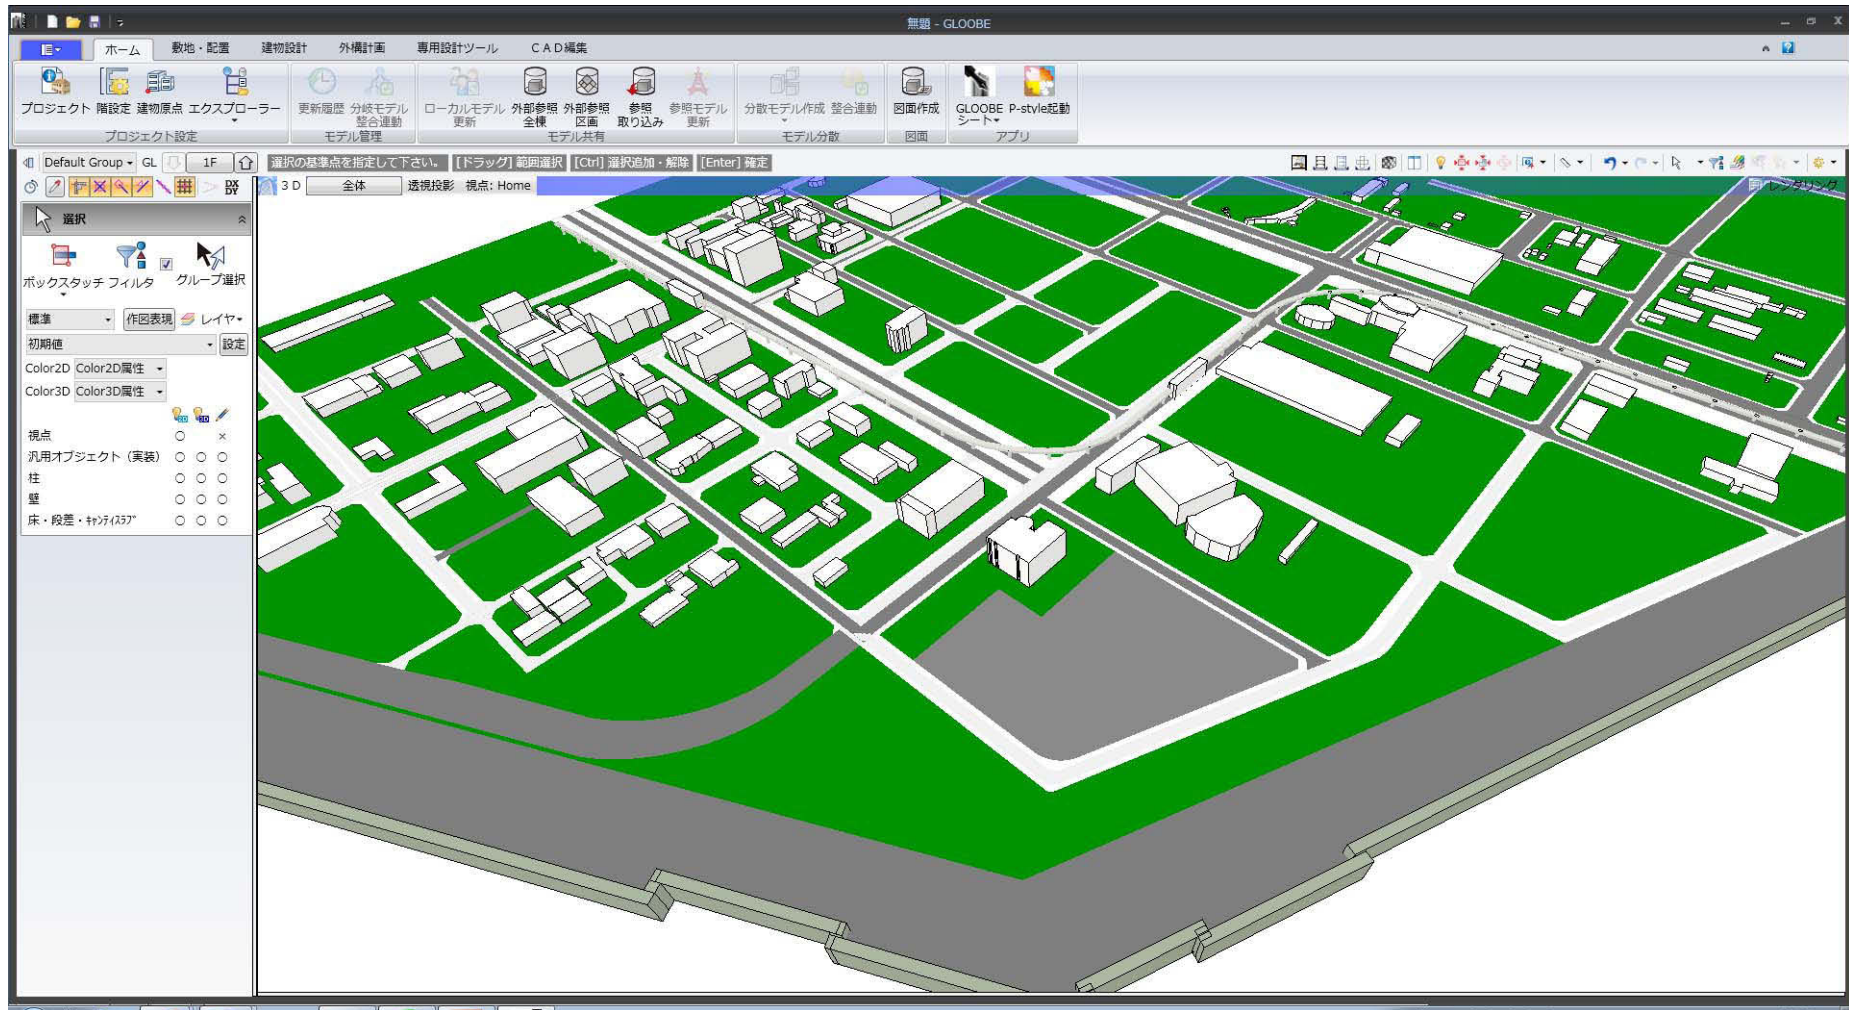 無題 - GLOOBE
ホーム 敷地・配置 建物設計 外構計画 専用設計ツール CAD編集
プロジェクト 階設定 建物原点 エクスプローラー
プロジェクト設定
更新履歴 分岐モデル
整合連動
モデル管理
ローカルモデル
更新
外部参照
全棟
外部参照
区画
参照
取り込み
参照モデル
更新
モデル共有
分散モデル作成 整合連動
モデル分散
図面作成
図面
GLOOBE
シート
P-style起動
アプリ
Default Group GL 1F 選択の基準点を指定して下さい。 [ドラッグ] 範囲選択 [Ctrl] 選択追加・解除 [Enter] 確定
3D 全体 透視投影 視点: Home レンダリング
選択
ボックスタッチ フィルタ グループ選択
標準 作図表現 レイヤ
初期値 設定
Color2D Color2D属性
Color3D Color3D属性
視点 ○ ×
汎用オブジェクト（実装） ○ ○ ○
柱 ○ ○ ○
壁 ○ ○ ○
床・段差・ｷｬﾝﾃｨｽﾗﾌﾞ ○ ○ ○